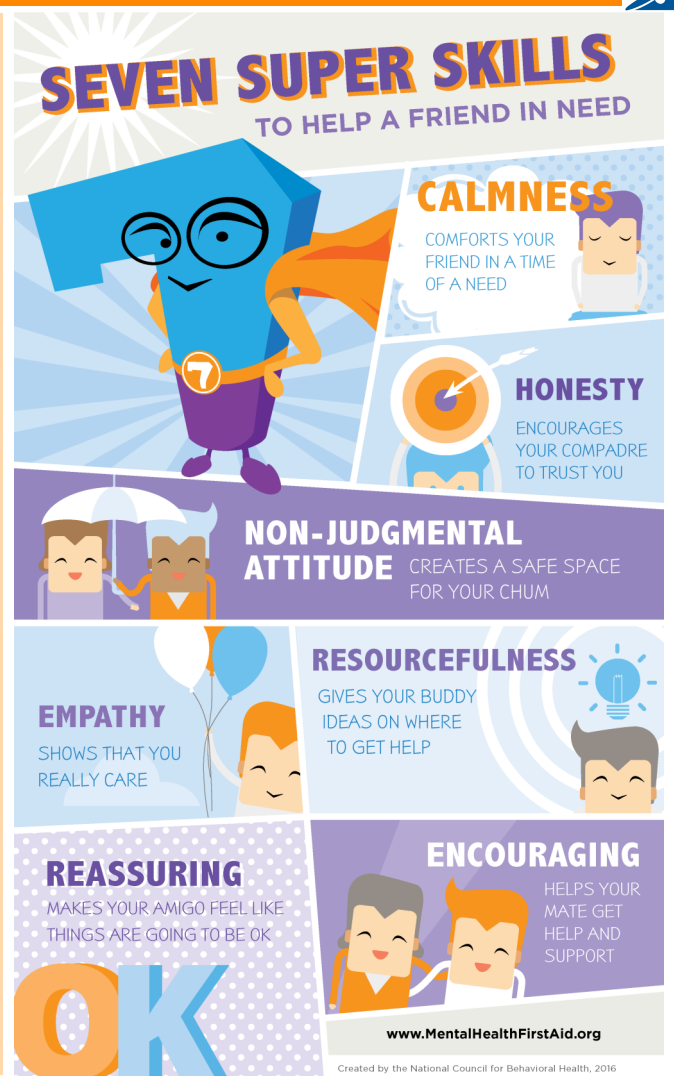 SEVEN SUPER SKILLS
TO HELP A FRIEND IN NEED
7
CALMNESS
COMFORTS YOUR
FRIEND IN A TIME
OF A NEED
HONESTY
ENCOURAGES
YOUR COMPADRE
TO TRUST YOU
NON-JUDGMENTAL
ATTITUDE CREATES A SAFE SPACE
FOR YOUR CHUM
EMPATHY
SHOWS THAT YOU
REALLY CARE
RESOURCEFULNESS
GIVES YOUR BUDDY
IDEAS ON WHERE
TO GET HELP
REASSURING
MAKES YOUR AMIGO FEEL LIKE
THINGS ARE GOING TO BE OK
OK
ENCOURAGING
HELPS YOUR
MATE GET
HELP AND
SUPPORT
www.MentalHealthFirstAid.org
Created by the National Council for Behavioral Health, 2016